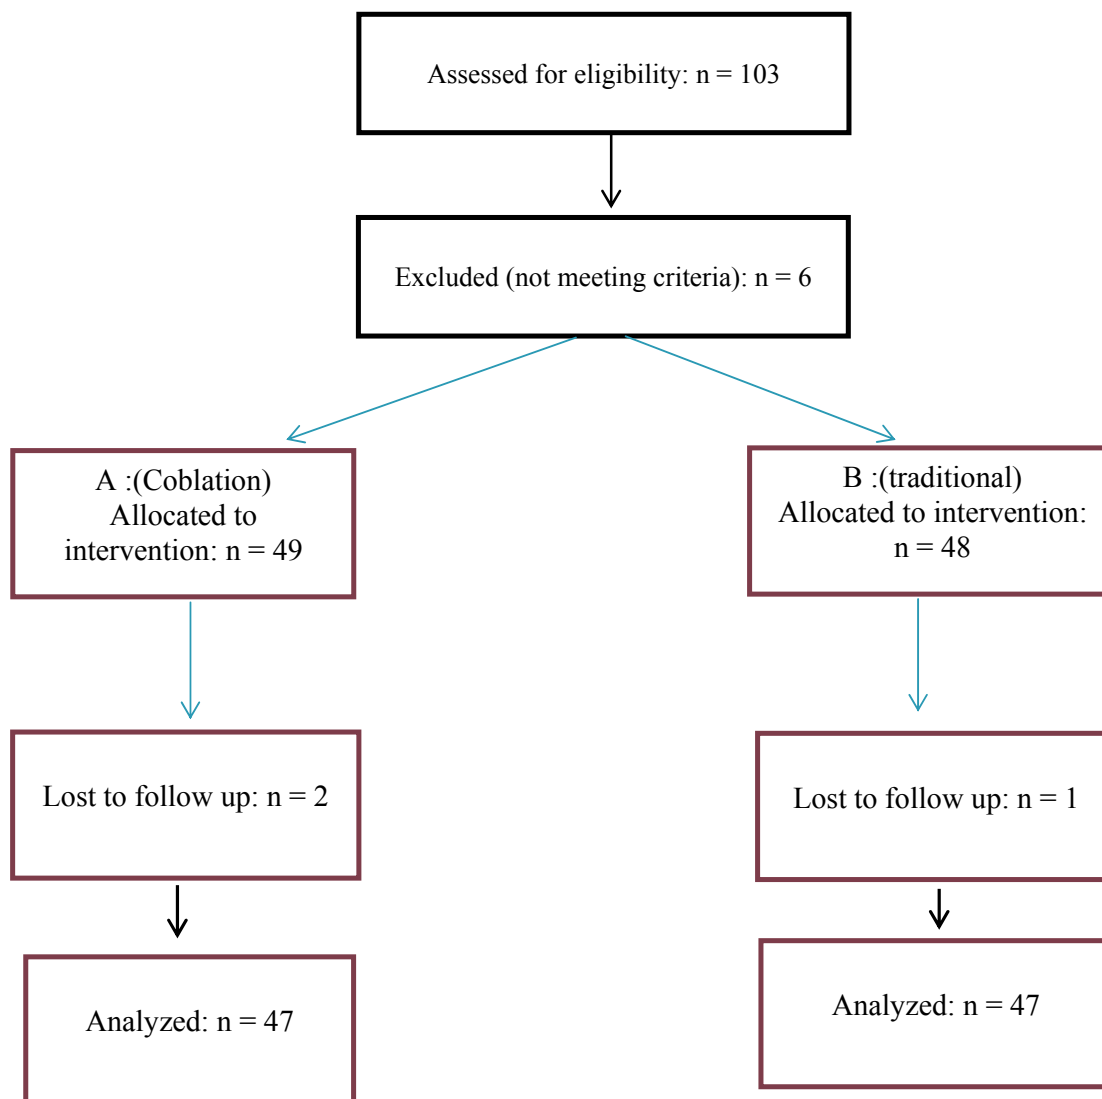 Assessed for eligibility: n = 103
Excluded (not meeting criteria): n = 6
A :(Coblation)
Allocated to
intervention: n = 49
B :(traditional)
Allocated to intervention:
n = 48
Lost to follow up: n = 2
Lost to follow up: n = 1
Analyzed: n = 47
Analyzed: n = 47